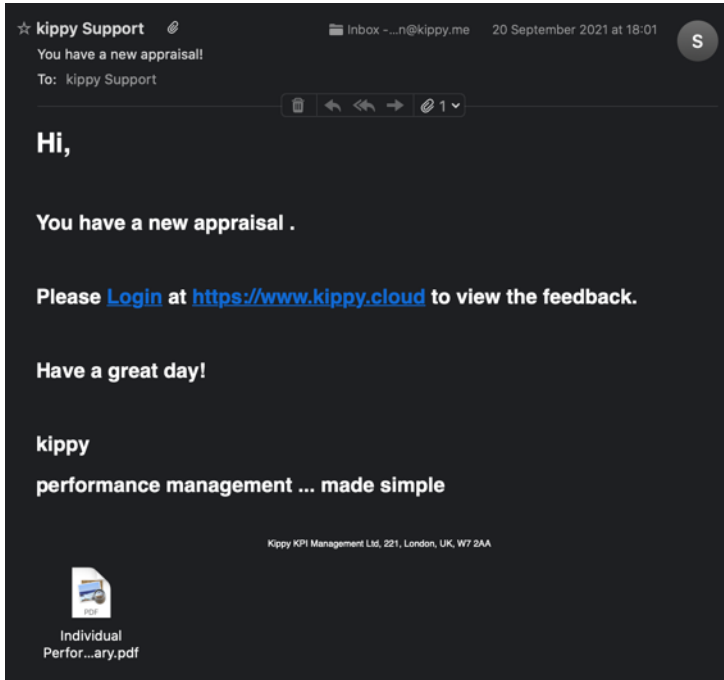 kippy Support
Inbox -...n@kippy.me
20 September 2021 at 18:01
S
You have a new appraisal!
To: kippy Support
1
Hi,
You have a new appraisal .
Please Login at https://www.kippy.cloud to view the feedback.
Have a great day!
kippy
performance management ... made simple
Kippy KPI Management Ltd, 221, London, UK, W7 2AA
PDF
Individual
Perfor...ary.pdf